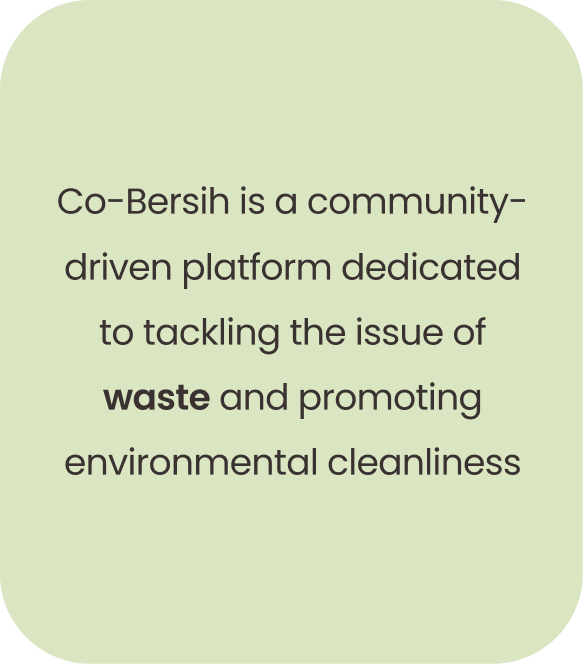 Co-Bersih is a community-
driven platform dedicated
to tackling the issue of
waste and promoting
environmental cleanliness